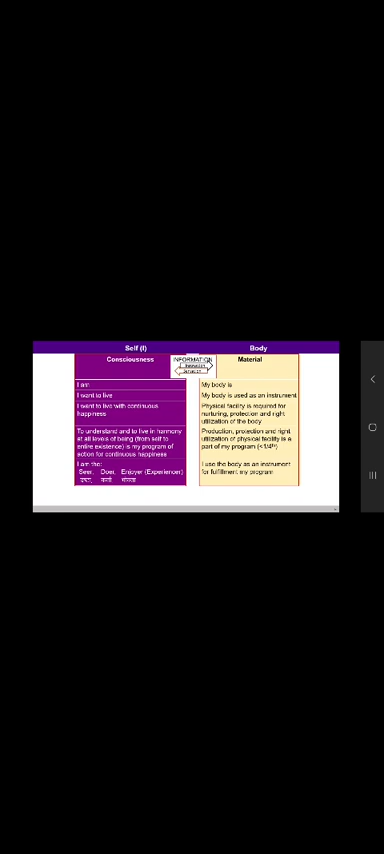 Self (I)
Body
Consciousness
INFORMATION
Material
I am
My body is
I want to live
My body is used as an instrument
I want to live with continuous
happiness
Physical facility is required for
nurturing, protection and right
utilization of the body
To understand and to live in harmony
at all levels of being (from self to
entire existence) is my program of
action for continuous happiness
Production, protection and right
utilization of physical facility is a
part of my program (<1/4th)
I am the:
Seer, Doer, Enjoyer (Experiencer)
कर्ता
I use the body as an instrument
for fulfillment my program